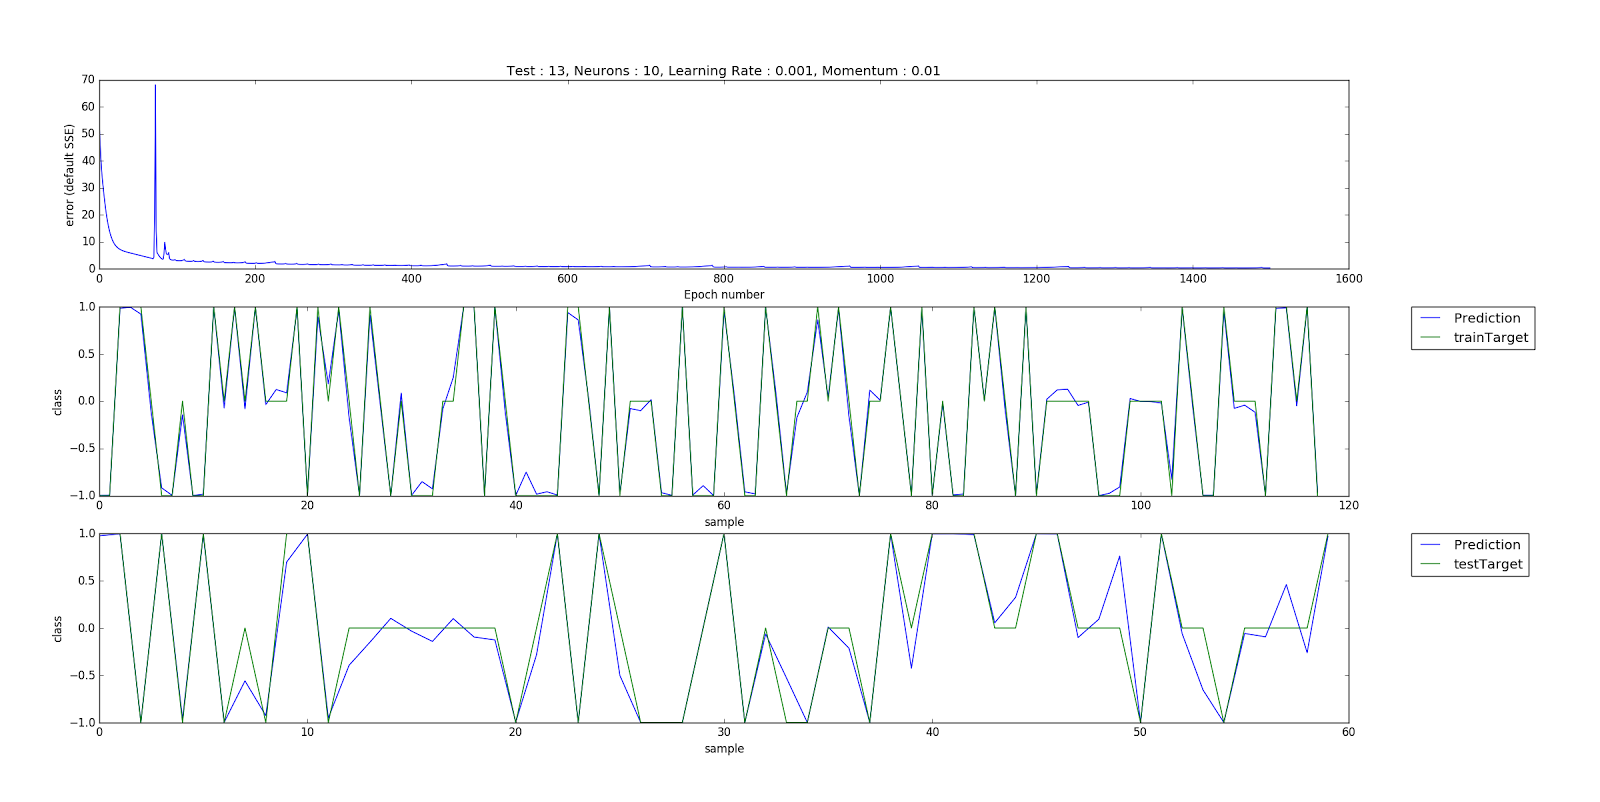 Test : 13, Neurons : 10, Learning Rate : 0.001, Momentum : 0.01
70
60
50
40
30
20
10
0
error (default SSE)
0 200 400 600 800 1000 1200 1400 1600
Epoch number
1.0
0.5
0.0
−0.5
−1.0
class
0 20 40 60 80 100 120
sample
Prediction
trainTarget
1.0
0.5
0.0
−0.5
−1.0
class
0 10 20 30 40 50 60
sample
Prediction
testTarget